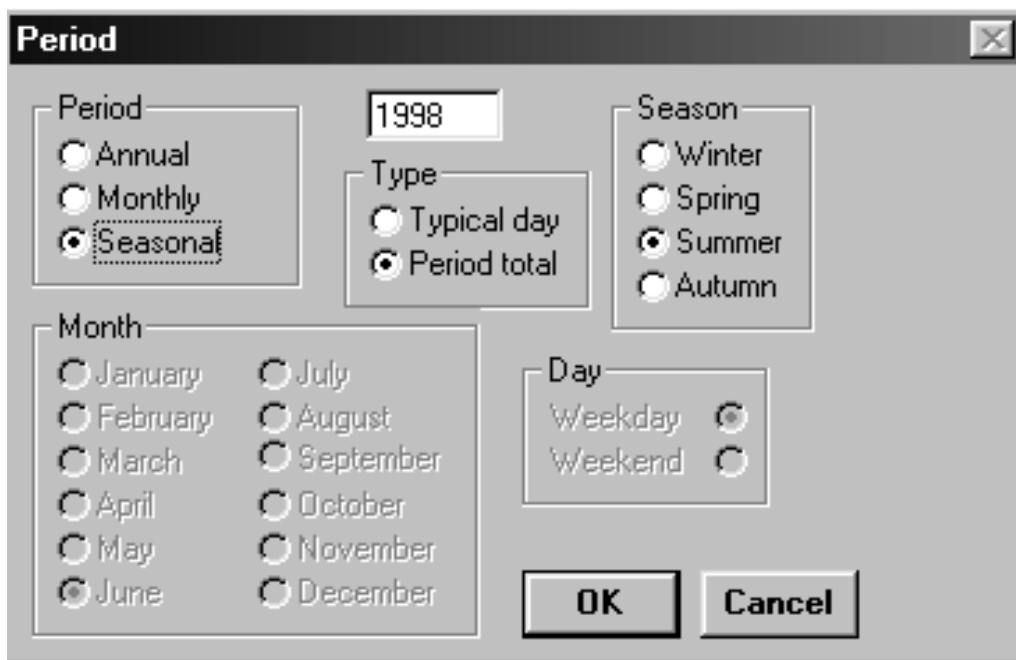 Period
Period
Annual
Monthly
Seasonal
1998
Type
Typical day
Period total
Season
Winter
Spring
Summer
Autumn
Month
January
February
March
April
May
June
July
August
September
October
November
December
Day
Weekday
Weekend
OK
Cancel